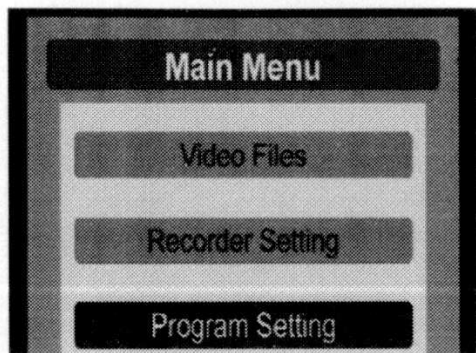 Main Menu
Video Files
Recorder Setting
Program Setting